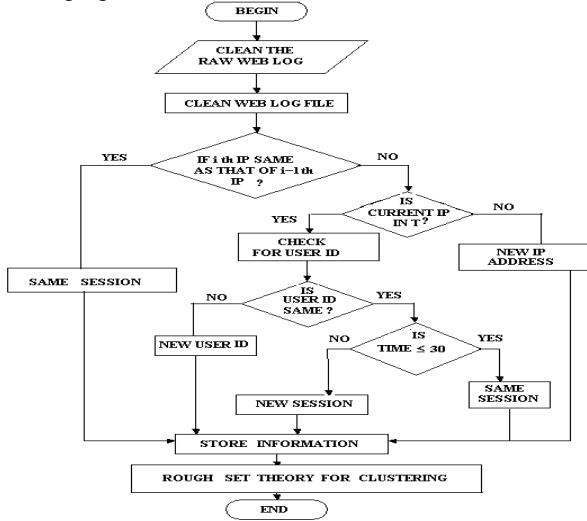 BEGIN
CLEAN THE
RAW WEB LOG
CLEAN WEB LOG FILE
YES
IF i th IP SAME
AS THAT OF i-1th
IP ?
NO
IS
CURRENT IP
IN T?
YES
NO
CHECK
FOR USER ID
NEW IP
ADDRESS
SAME SESSION
NO
IS
USER ID
SAME ?
YES
NEW USER ID
NO
IS
TIME ≤ 30
YES
NEW SESSION
SAME
SESSION
STORE INFORMATION
ROUGH SET THEORY FOR CLUSTERING
END